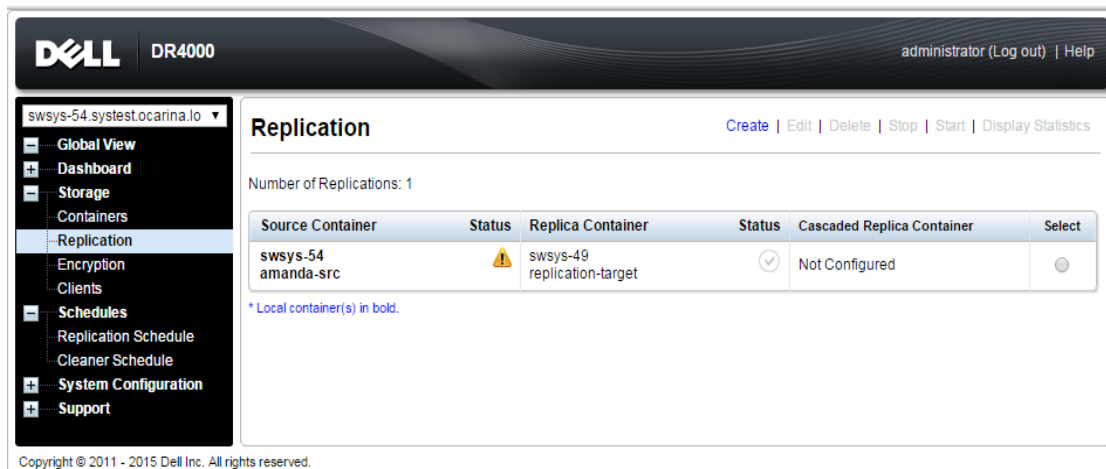 DELL DR4000
administrator (Log out) | Help
swsys-54.systest.ocarina.lo
Global View
Dashboard
Storage
Containers
Replication
Encryption
Clients
Schedules
Replication Schedule
Cleaner Schedule
System Configuration
Support
Replication
Create | Edit | Delete | Stop | Start | Display Statistics
Number of Replications: 1
Source Container Status Replica Container Status Cascaded Replica Container Select
swsys-54 swsys-49
amanda-src replication-target Not Configured
* Local container(s) in bold.
Copyright © 2011 - 2015 Dell Inc. All rights reserved.